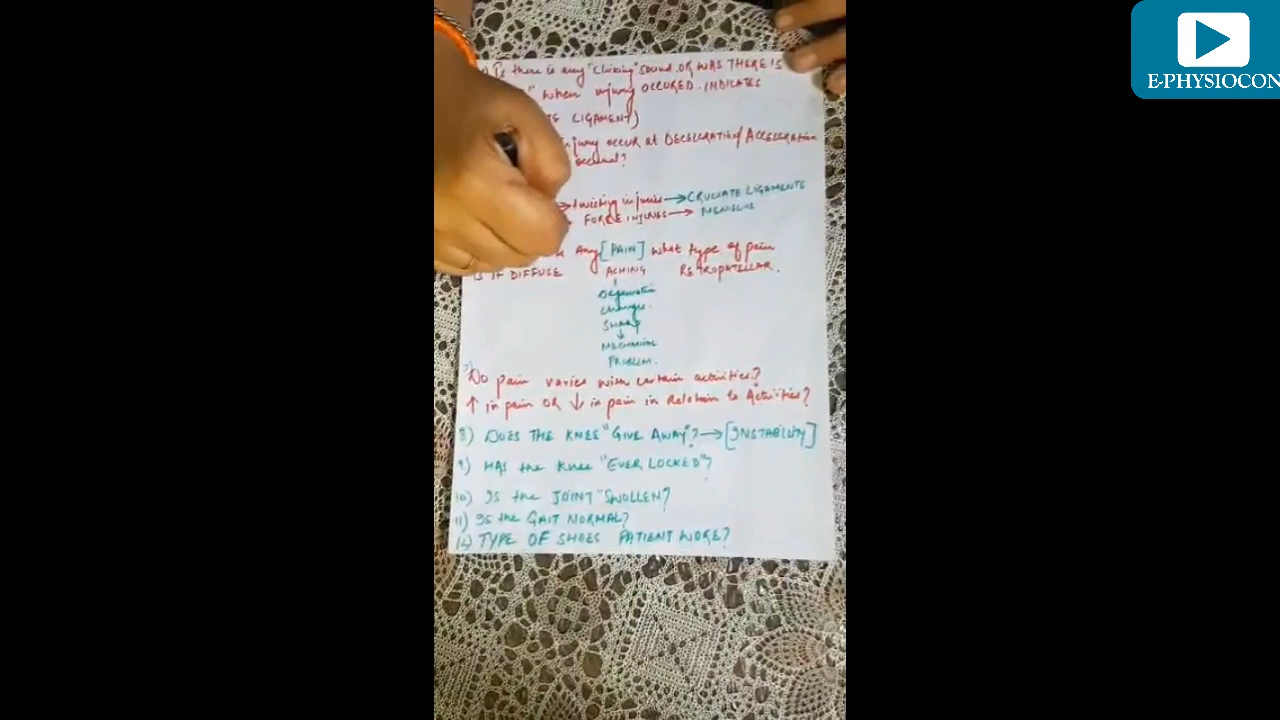 Is there is any "Clicking" sound. OR WAS THERE IS
" when injury OCCURED. INDICATES
LIGAMENT)
injury OCCUR at DECELERATION/ACCELERATION
occurred?
twisting injuries → CRUCIATE LIGAMENTS
FORCE INJURIES → MENISCUS
Any [PAIN] what type of pain
IS IT DIFFUSE ACHING RETROPATELLAR.
Degenerative
changes.
SHARP
↓
MECHANICAL
PROBLEM.
7) Do pain varies with certain activities?
↑ in pain OR ↓ in pain in Relation to Activities?
8) DOES THE KNEE "GIVE AWAY"? → [INSTABILITY]
9) HAS the Knee "EVER LOCKED"?
10) IS the JOINT "SWOLLEN?
11) IS the GAIT NORMAL?
12) TYPE OF SHOES PATIENT WORE?
E-PHYSIOCON